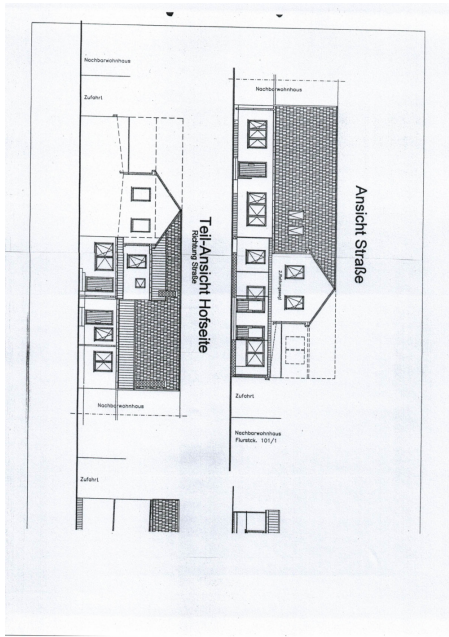 Ansicht Straße
Nachbarwohnhaus
Zufahrt
Nachbarwohnhaus
Flurstck. 101/1
Teil-Ansicht Hofseite
Richtung Straße
Nachbarwohnhaus
Zufahrt
Nachbarwohnhaus
Zufahrt